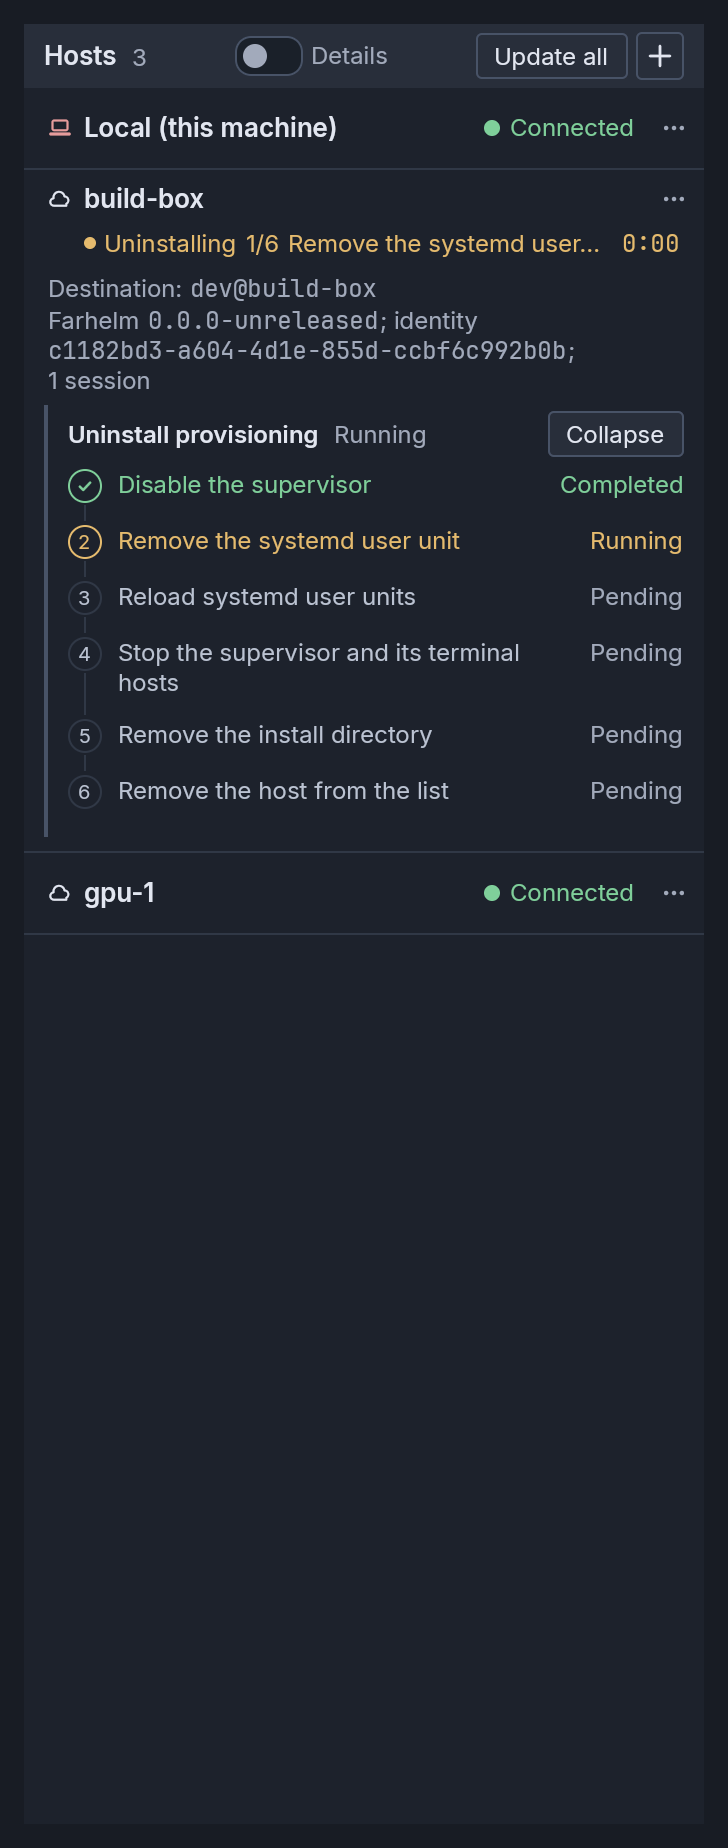 Hosts 3 Details Update all
Local (this machine) Connected
build-box
Uninstalling 1/6 Remove the systemd user... 0:00
Destination: dev@build-box
Farhelm 0.0.0-unreleased; identity
c1182bd3-a604-4d1e-855d-ccbf6c992b0b;
1 session
Uninstall provisioning Running Collapse
Disable the supervisor Completed
2 Remove the systemd user unit Running
3 Reload systemd user units Pending
4 Stop the supervisor and its terminal Pending
hosts
5 Remove the install directory Pending
6 Remove the host from the list Pending
gpu-1 Connected